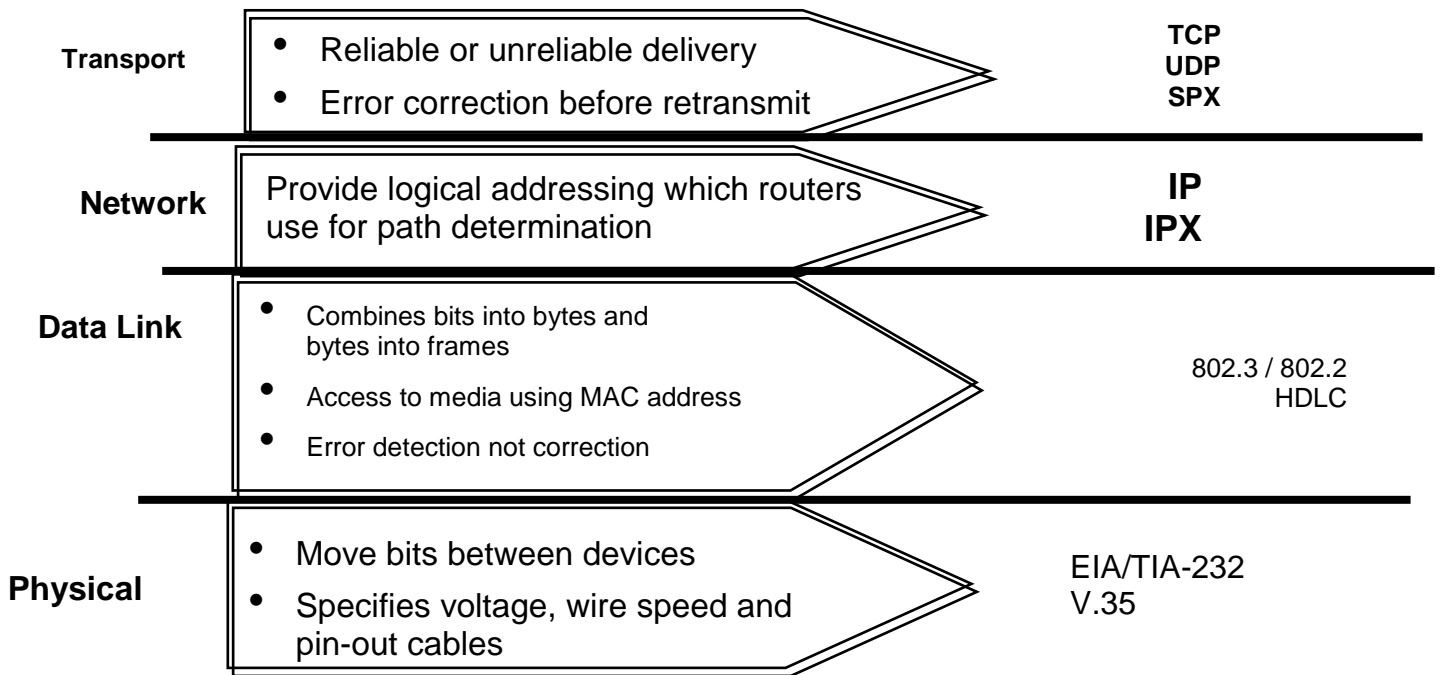 Transport
• Reliable or unreliable delivery
• Error correction before retransmit
TCP
UDP
SPX
Network
Provide logical addressing which routers
use for path determination
IP
IPX
Data Link
• Combines bits into bytes and
bytes into frames
• Access to media using MAC address
• Error detection not correction
802.3 / 802.2
HDLC
Physical
• Move bits between devices
• Specifies voltage, wire speed and
pin-out cables
EIA/TIA-232
V.35